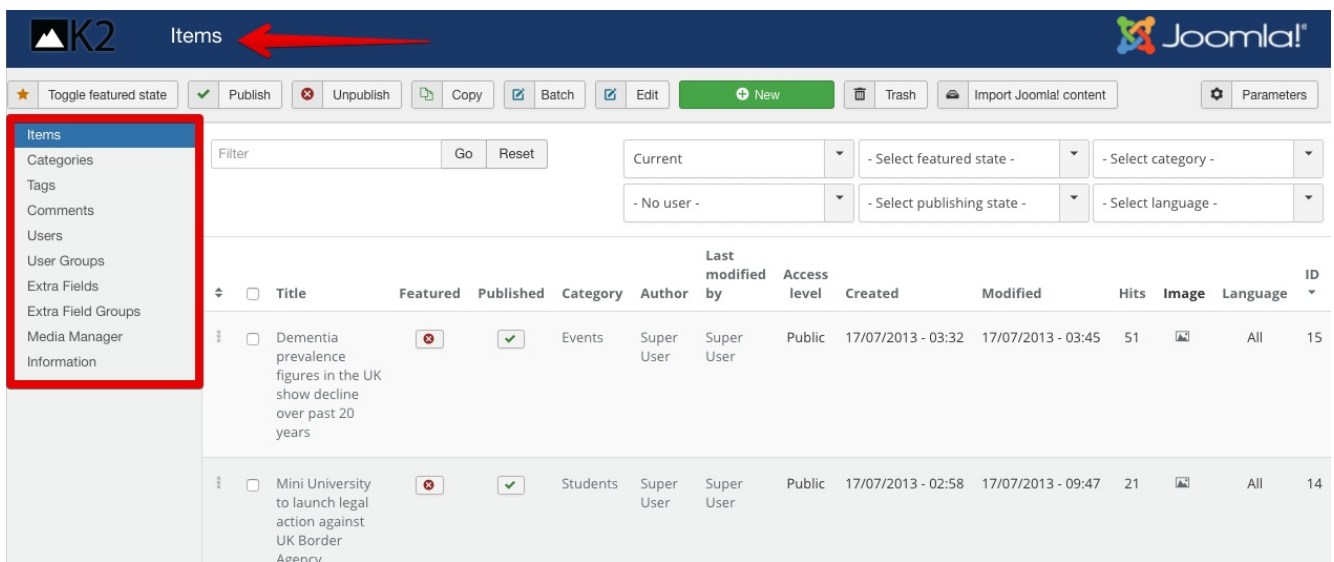 K2 Items Joomla!®
Toggle featured state Publish Unpublish Copy Batch Edit New Trash Import Joomla! content Parameters
Items
Categories
Tags
Comments
Users
User Groups
Extra Fields
Extra Field Groups
Media Manager
Information
Filter Go Reset Current - Select featured state - - Select category -
- No user - - Select publishing state - - Select language -
Title Featured Published Category Author Last modified by Access level Created Modified Hits Image Language ID
Dementia Events Super Super Public 17/07/2013 - 03:32 17/07/2013 - 03:45 51 All 15
prevalence User User
figures in the UK
show decline
over past 20
years
Mini University Students Super Super Public 17/07/2013 - 02:58 17/07/2013 - 09:47 21 All 14
to launch legal User User
action against
UK Border
Agency